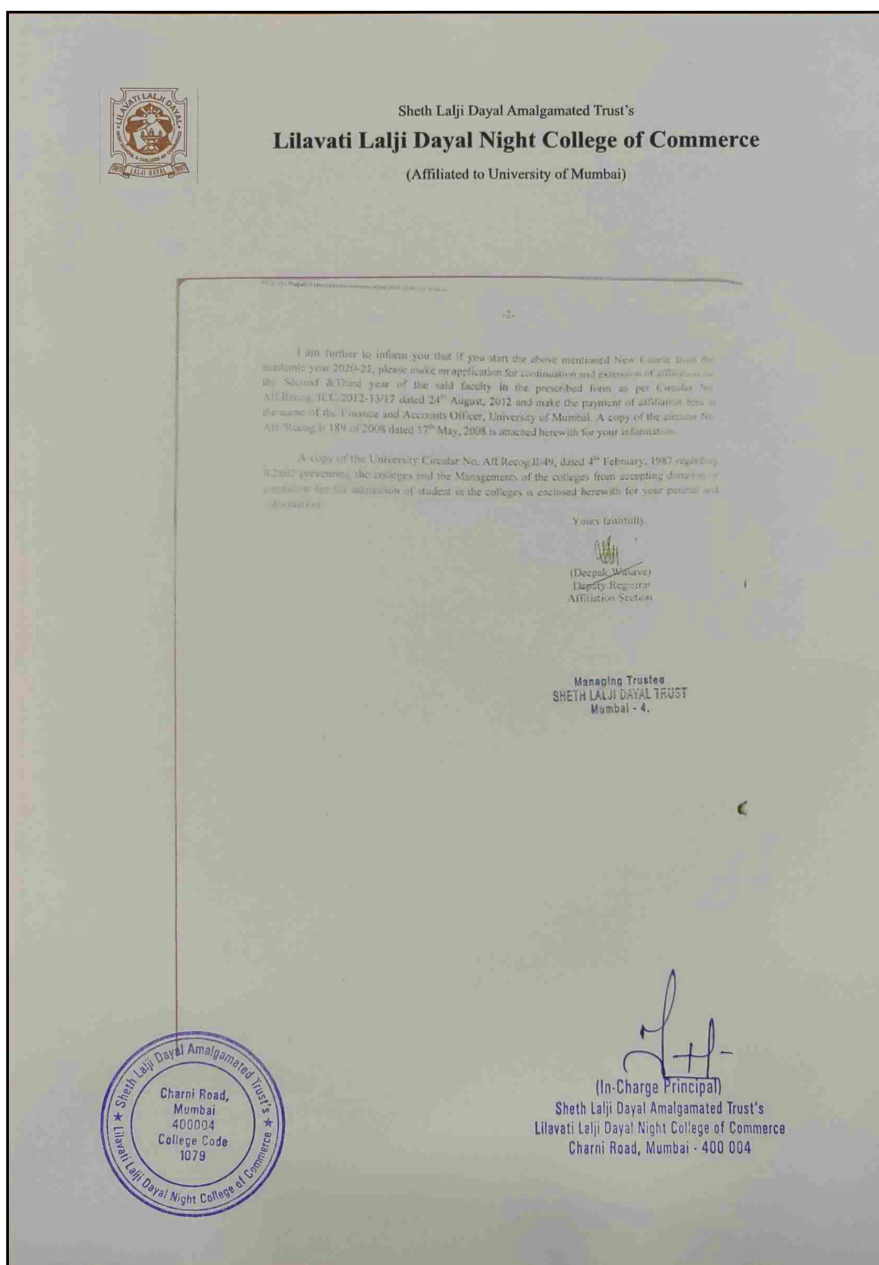 LILAVATI LALJI DAYAL
LALJI DAYAL
Sheth Lalji Dayal Amalgamated Trust's
Lilavati Lalji Dayal Night College of Commerce
(Affiliated to University of Mumbai)
-2-
I am further to inform you that if you start the above mentioned New Course from the
academic year 2020-21, please make an application for continuation and extension of affiliation
the Second &Third year of the said faculty in the prescribed form as per Circular No.
Aff/Recog./ICC/2012-13/17 dated 24th August, 2012 and make the payment of affiliation fees in
the name of the Finance and Accounts Officer, University of Mumbai. A copy of the circular No.
Aff/Recog.II/189 of 2008 dated 17th May, 2008 is attached herewith for your information.
A copy of the University Circular No. Aff.Recog.II/49, dated 4th February, 1987 regarding
preventing the colleges and the Managements of the colleges from accepting
fee for admission of student in the colleges is enclosed herewith for your perusal and
information.
Yours faithfully,
(Deepak Wasave)
Deputy Registrar
Affiliation Section
Managing Trustee
SHETH LALJI DAYAL TRUST
Mumbai - 4.
(In-Charge Principal)
Sheth Lalji Dayal Amalgamated Trust's
Lilavati Lalji Dayal Night College of Commerce
Charni Road, Mumbai - 400 004
Sheth Lalji Dayal Amalgamated Trust's
Lilavati Lalji Dayal Night College of Commerce
Charni Road,
Mumbai
400004
College Code
1079